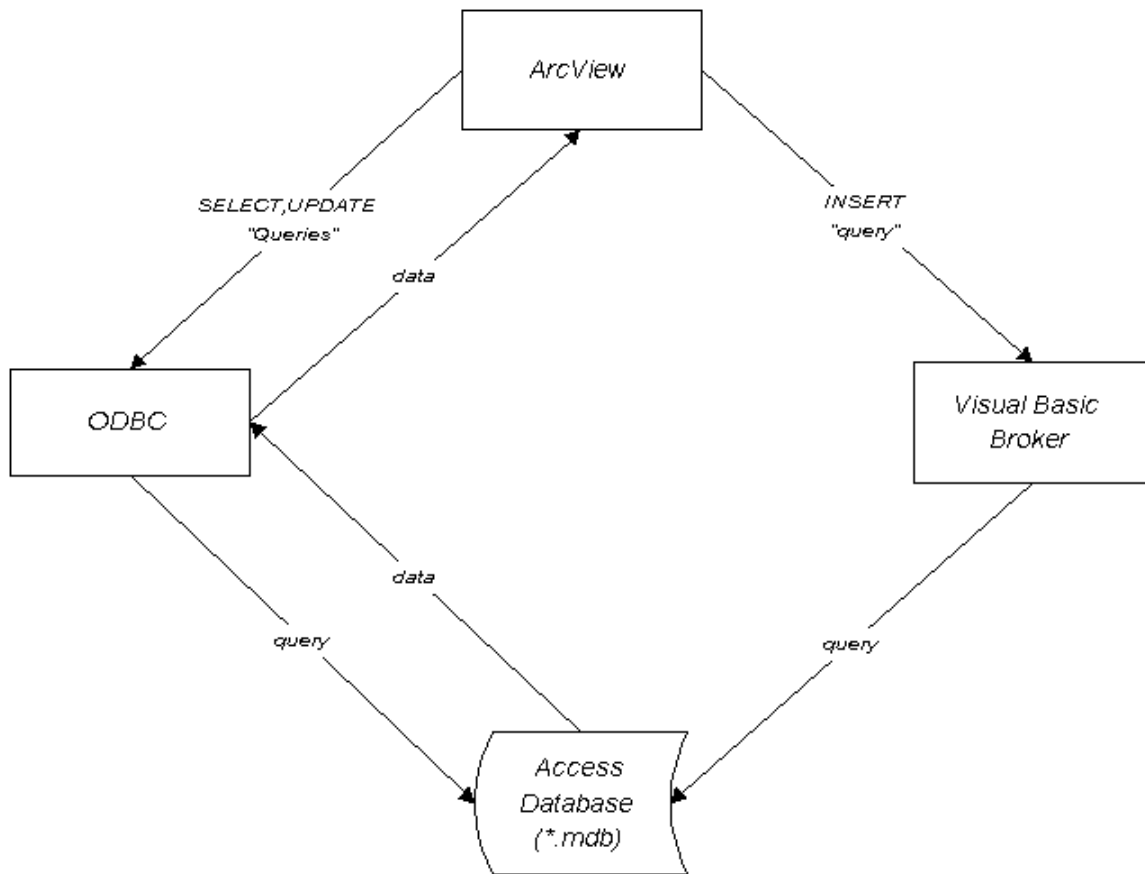 ArcView
SELECT,UPDATE
"Queries"
INSERT
"query"
data
ODBC
Visual Basic
Broker
data
query
query
Access
Database
(*.mdb)